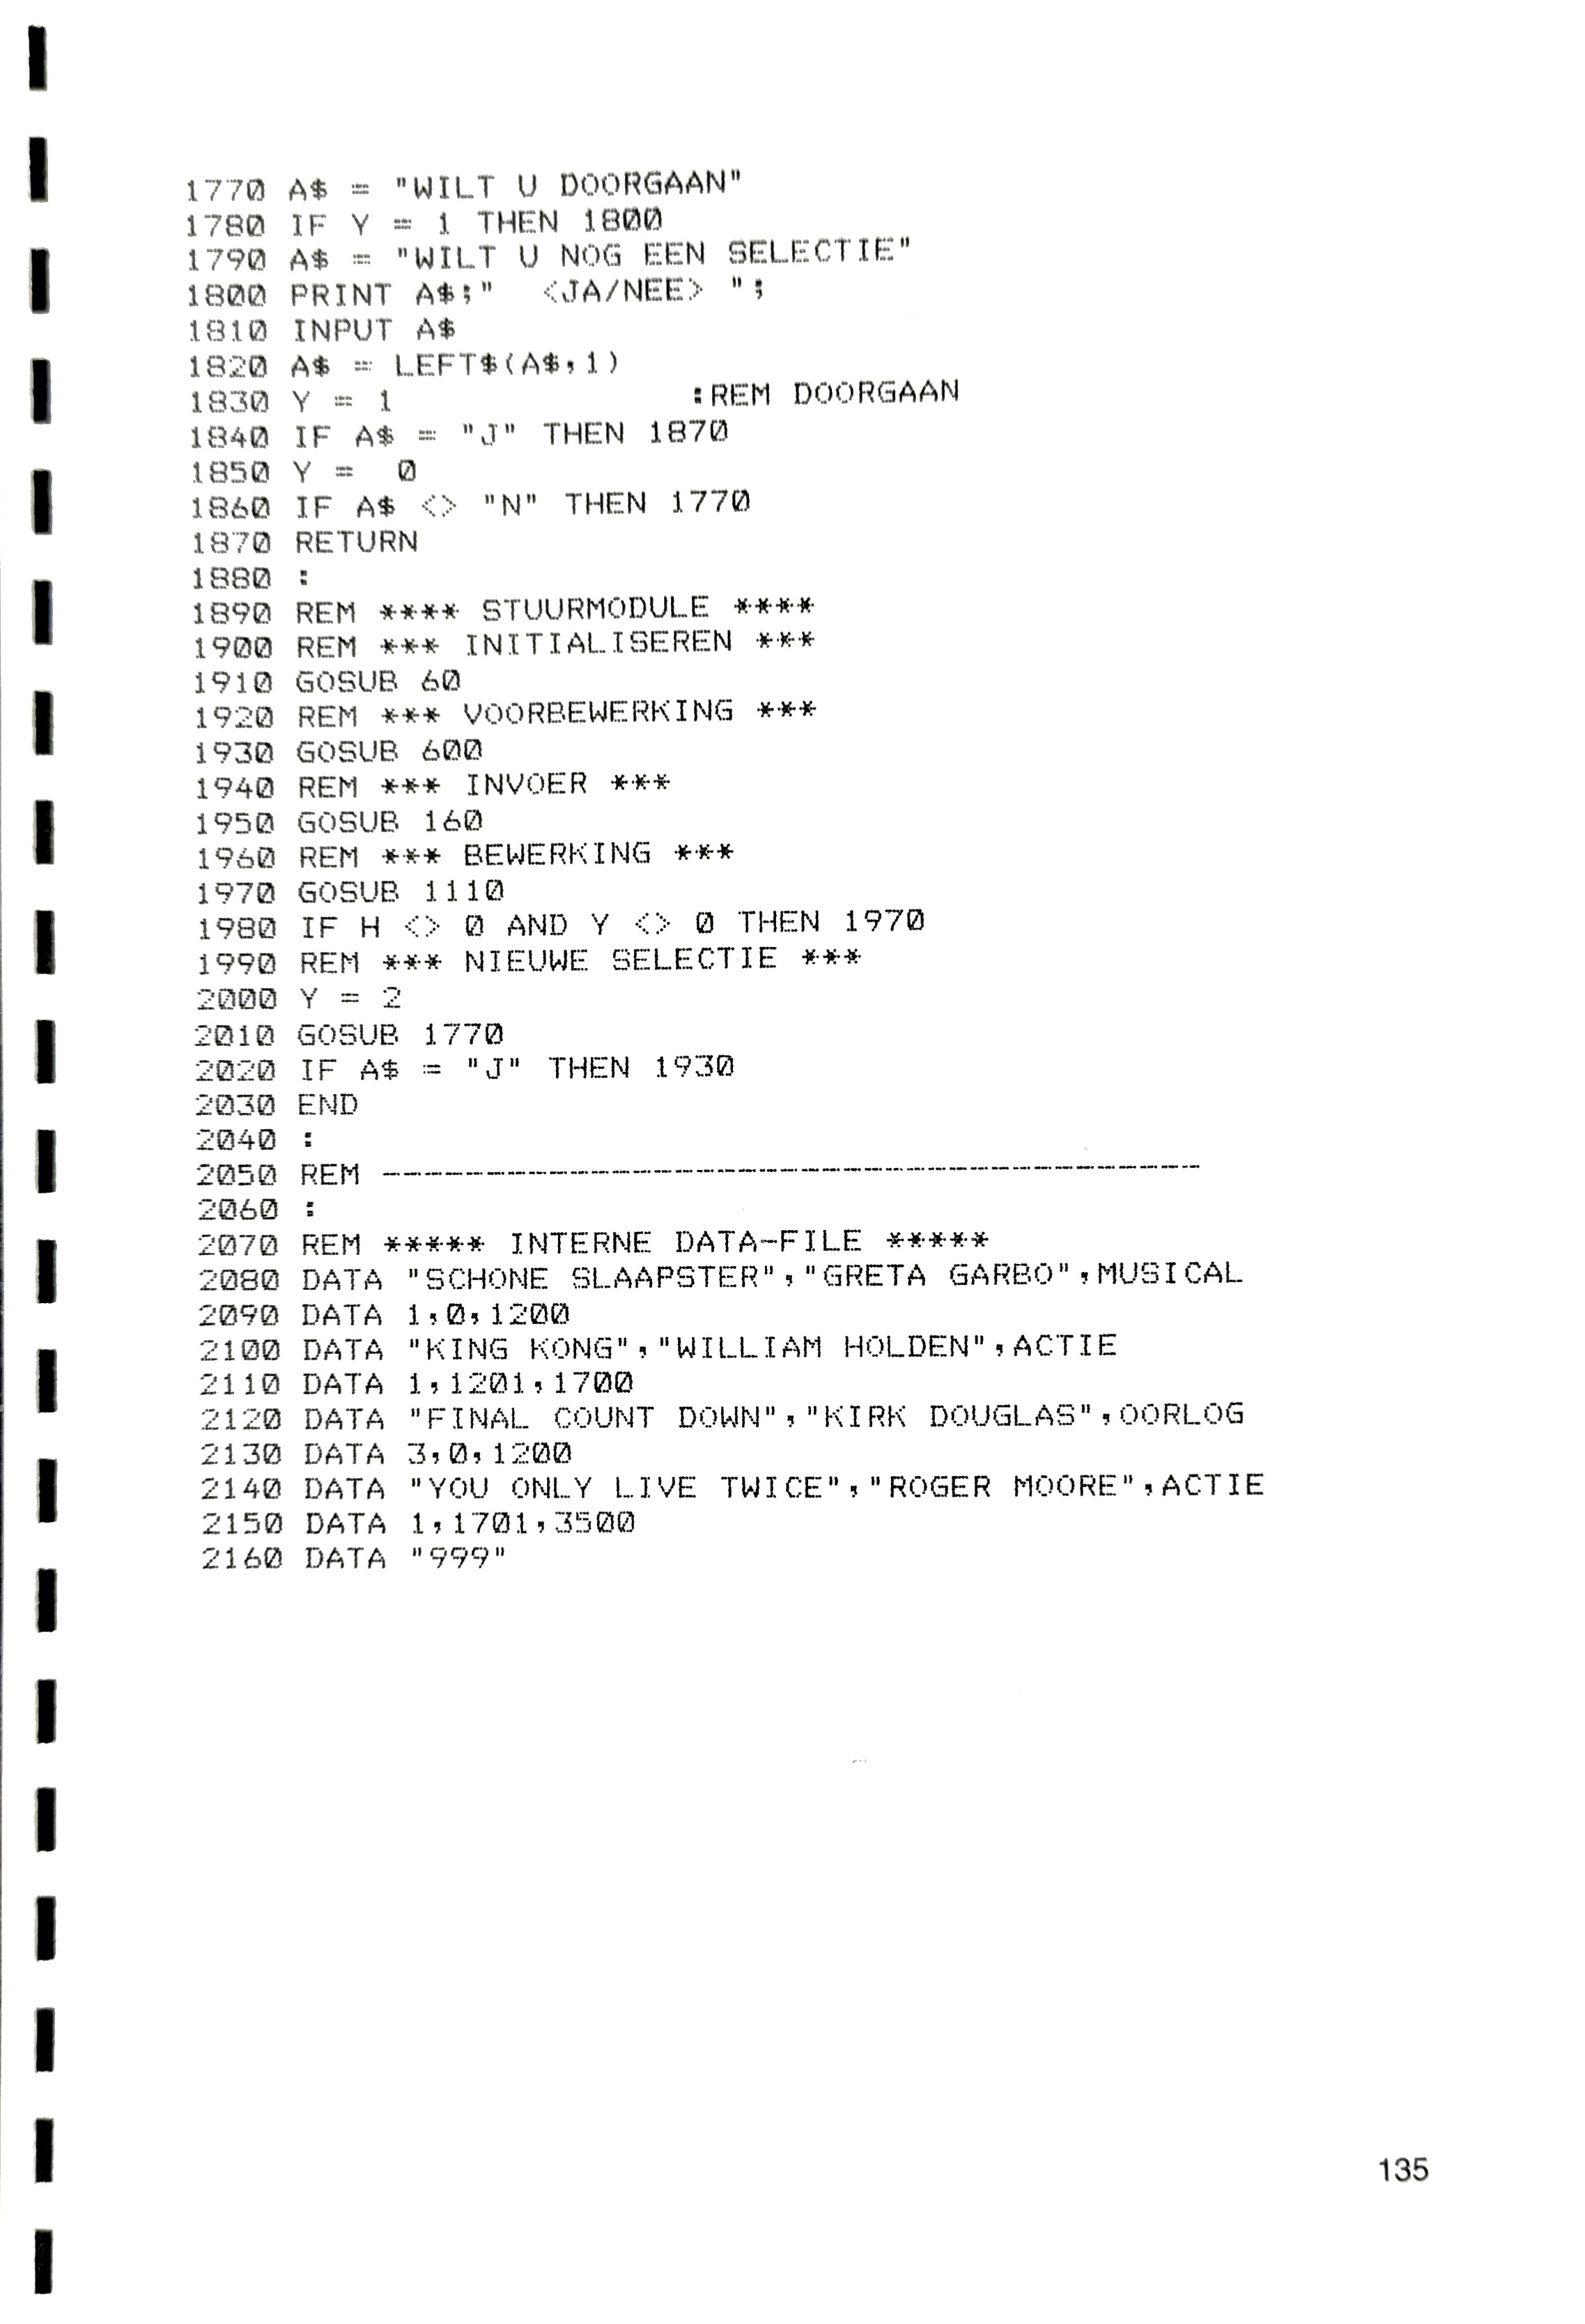 1770 A$ = "WILT U DOORGAAN"
1780 IF Y = 1 THEN 1800
1790 A$ = "WILT U NOG EEN SELECTIE"
1800 PRINT A$;"  <JA/NEE> ";
1810 INPUT A$
1820 A$ = LEFT$(A$,1)
1830 Y = 1              :REM DOORGAAN
1840 IF A$ = "J" THEN 1870
1850 Y =  0
1860 IF A$ <> "N" THEN 1770
1870 RETURN
1880 :
1890 REM **** STUURMODULE ****
1900 REM *** INITIALISEREN ***
1910 GOSUB 60
1920 REM *** VOORBEWERKING ***
1930 GOSUB 600
1940 REM *** INVOER ***
1950 GOSUB 160
1960 REM *** BEWERKING ***
1970 GOSUB 1110
1980 IF H <> 0 AND Y <> 0 THEN 1970
1990 REM *** NIEUWE SELECTIE ***
2000 Y = 2
2010 GOSUB 1770
2020 IF A$ = "J" THEN 1930
2030 END
2040 :
2050 REM ---------------------------------------
2060 :
2070 REM ***** INTERNE DATA-FILE *****
2080 DATA "SCHONE SLAAPSTER","GRETA GARBO",MUSICAL
2090 DATA 1,0,1200
2100 DATA "KING KONG","WILLIAM HOLDEN",ACTIE
2110 DATA 1,1201,1700
2120 DATA "FINAL COUNT DOWN","KIRK DOUGLAS",OORLOG
2130 DATA 3,0,1200
2140 DATA "YOU ONLY LIVE TWICE","ROGER MOORE",ACTIE
2150 DATA 1,1701,3500
2160 DATA "999"
135